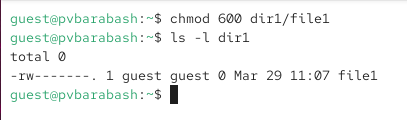 guest@pvbarabash:~$ chmod 600 dir1/file1
guest@pvbarabash:~$ ls -l dir1
total 0
-rw-------. 1 guest guest 0 Mar 29 11:07 file1
guest@pvbarabash:~$